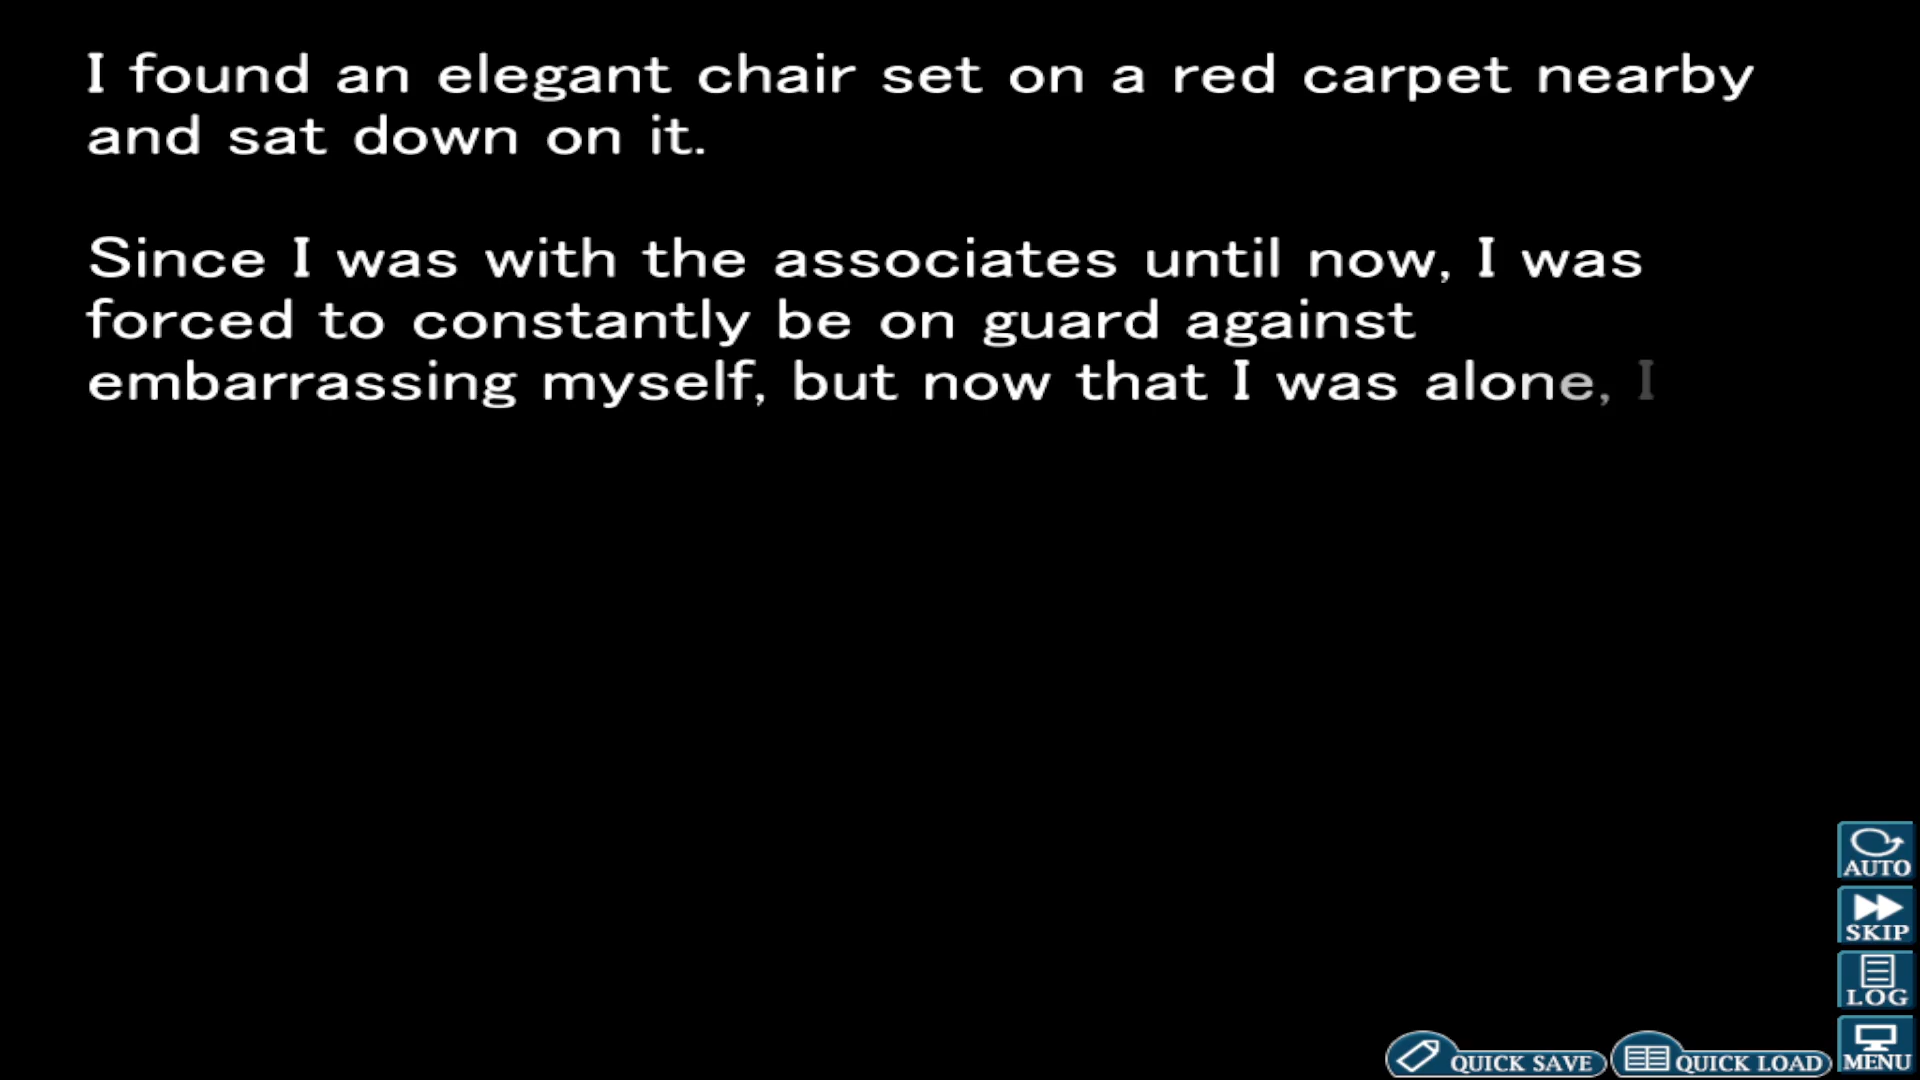 I found an elegant chair set on a red carpet nearby
and sat down on it.
Since I was with the associates until now, I was
forced to constantly be on guard against
embarrassing myself, but now that I was alone, I
AUTO
SKIP
LOG
QUICK SAVE
QUICK LOAD
MENU